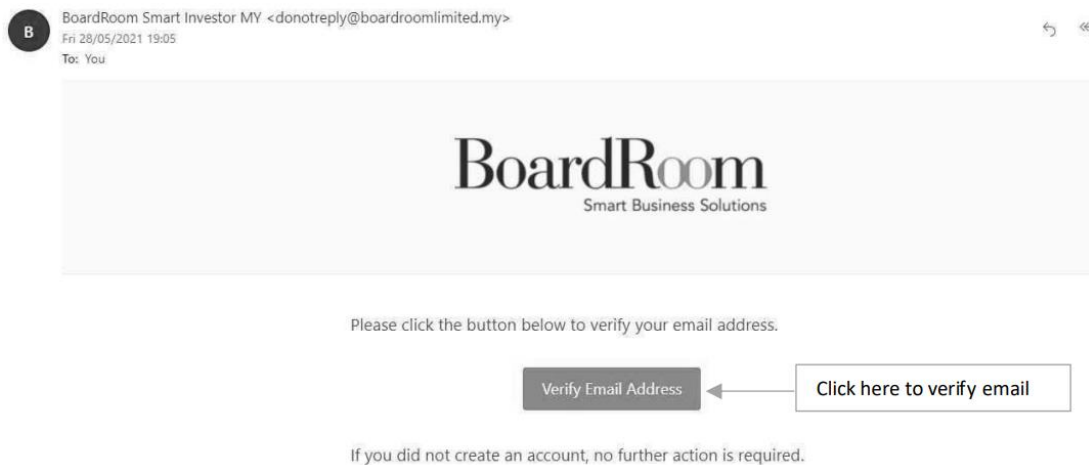 B
BoardRoom Smart Investor MY <donotreply@boardroomlimited.my>
Fri 28/05/2021 19:05
To: You
BoardRoom
Smart Business Solutions
Please click the button below to verify your email address.
Verify Email Address
Click here to verify email
If you did not create an account, no further action is required.